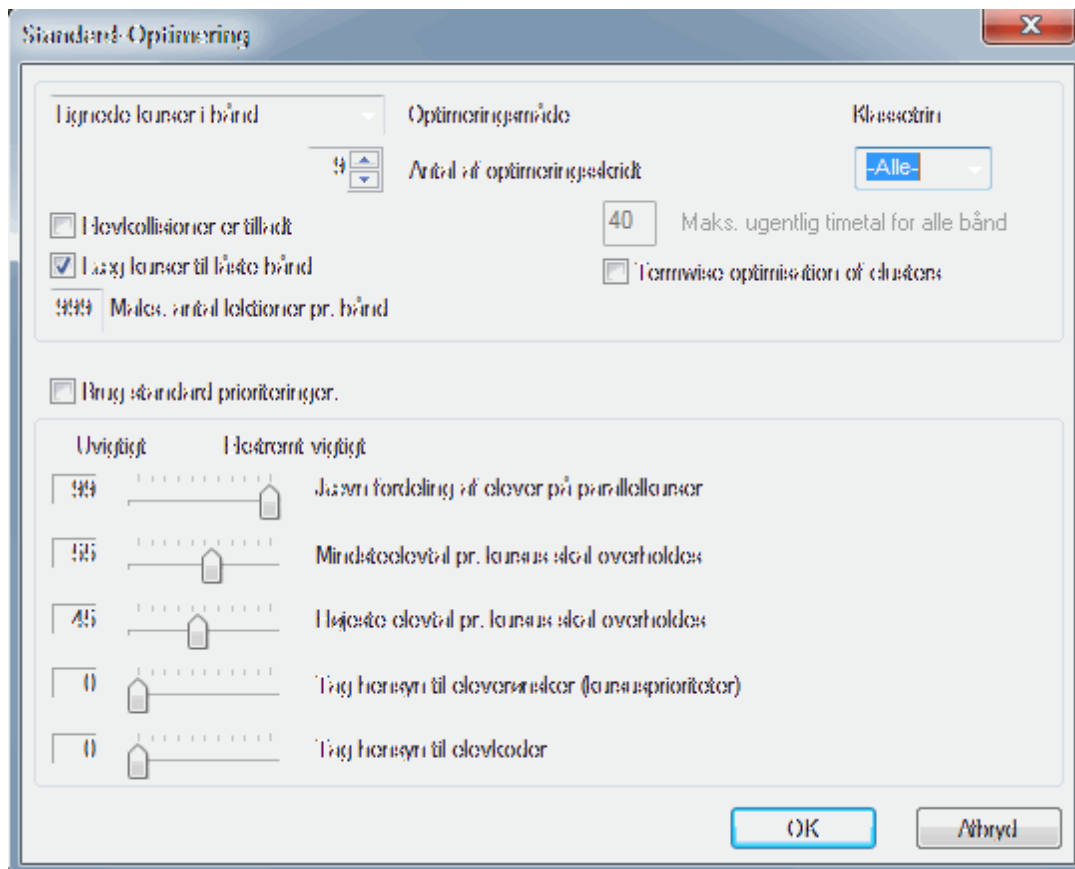 Standard-Optimering
Lignede kurser i bånd
Optimeringsmåde
Klassetrin
9
Antal af optimeringsskridt
-Alle-
Elevkollisioner er tilladt
40
Maks. ugentlig timetal for alle bånd
Læg kurser til låste bånd
Termwise optimisation of clusters
999 Maks. antal lektioner pr. bånd
Brug standard prioriteringer.
Uvigtigt
Ekstremt vigtigt
99
Jævn fordeling af elever på parallelkurser
55
Mindsteelevtal pr. kursus skal overholdes
45
Højeste elevtal pr. kursus skal overholdes
0
Tag hensyn til elevønsker (kursusprioriteter)
0
Tag hensyn til elevkoder
OK
Afbryd